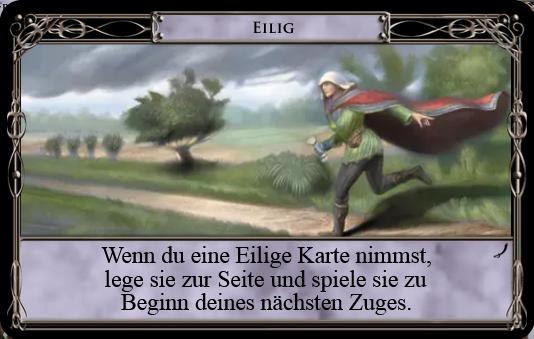 Eilig
Wenn du eine Eilige Karte nimmst,
lege sie zur Seite und spiele sie zu
Beginn deines nächsten Zuges.